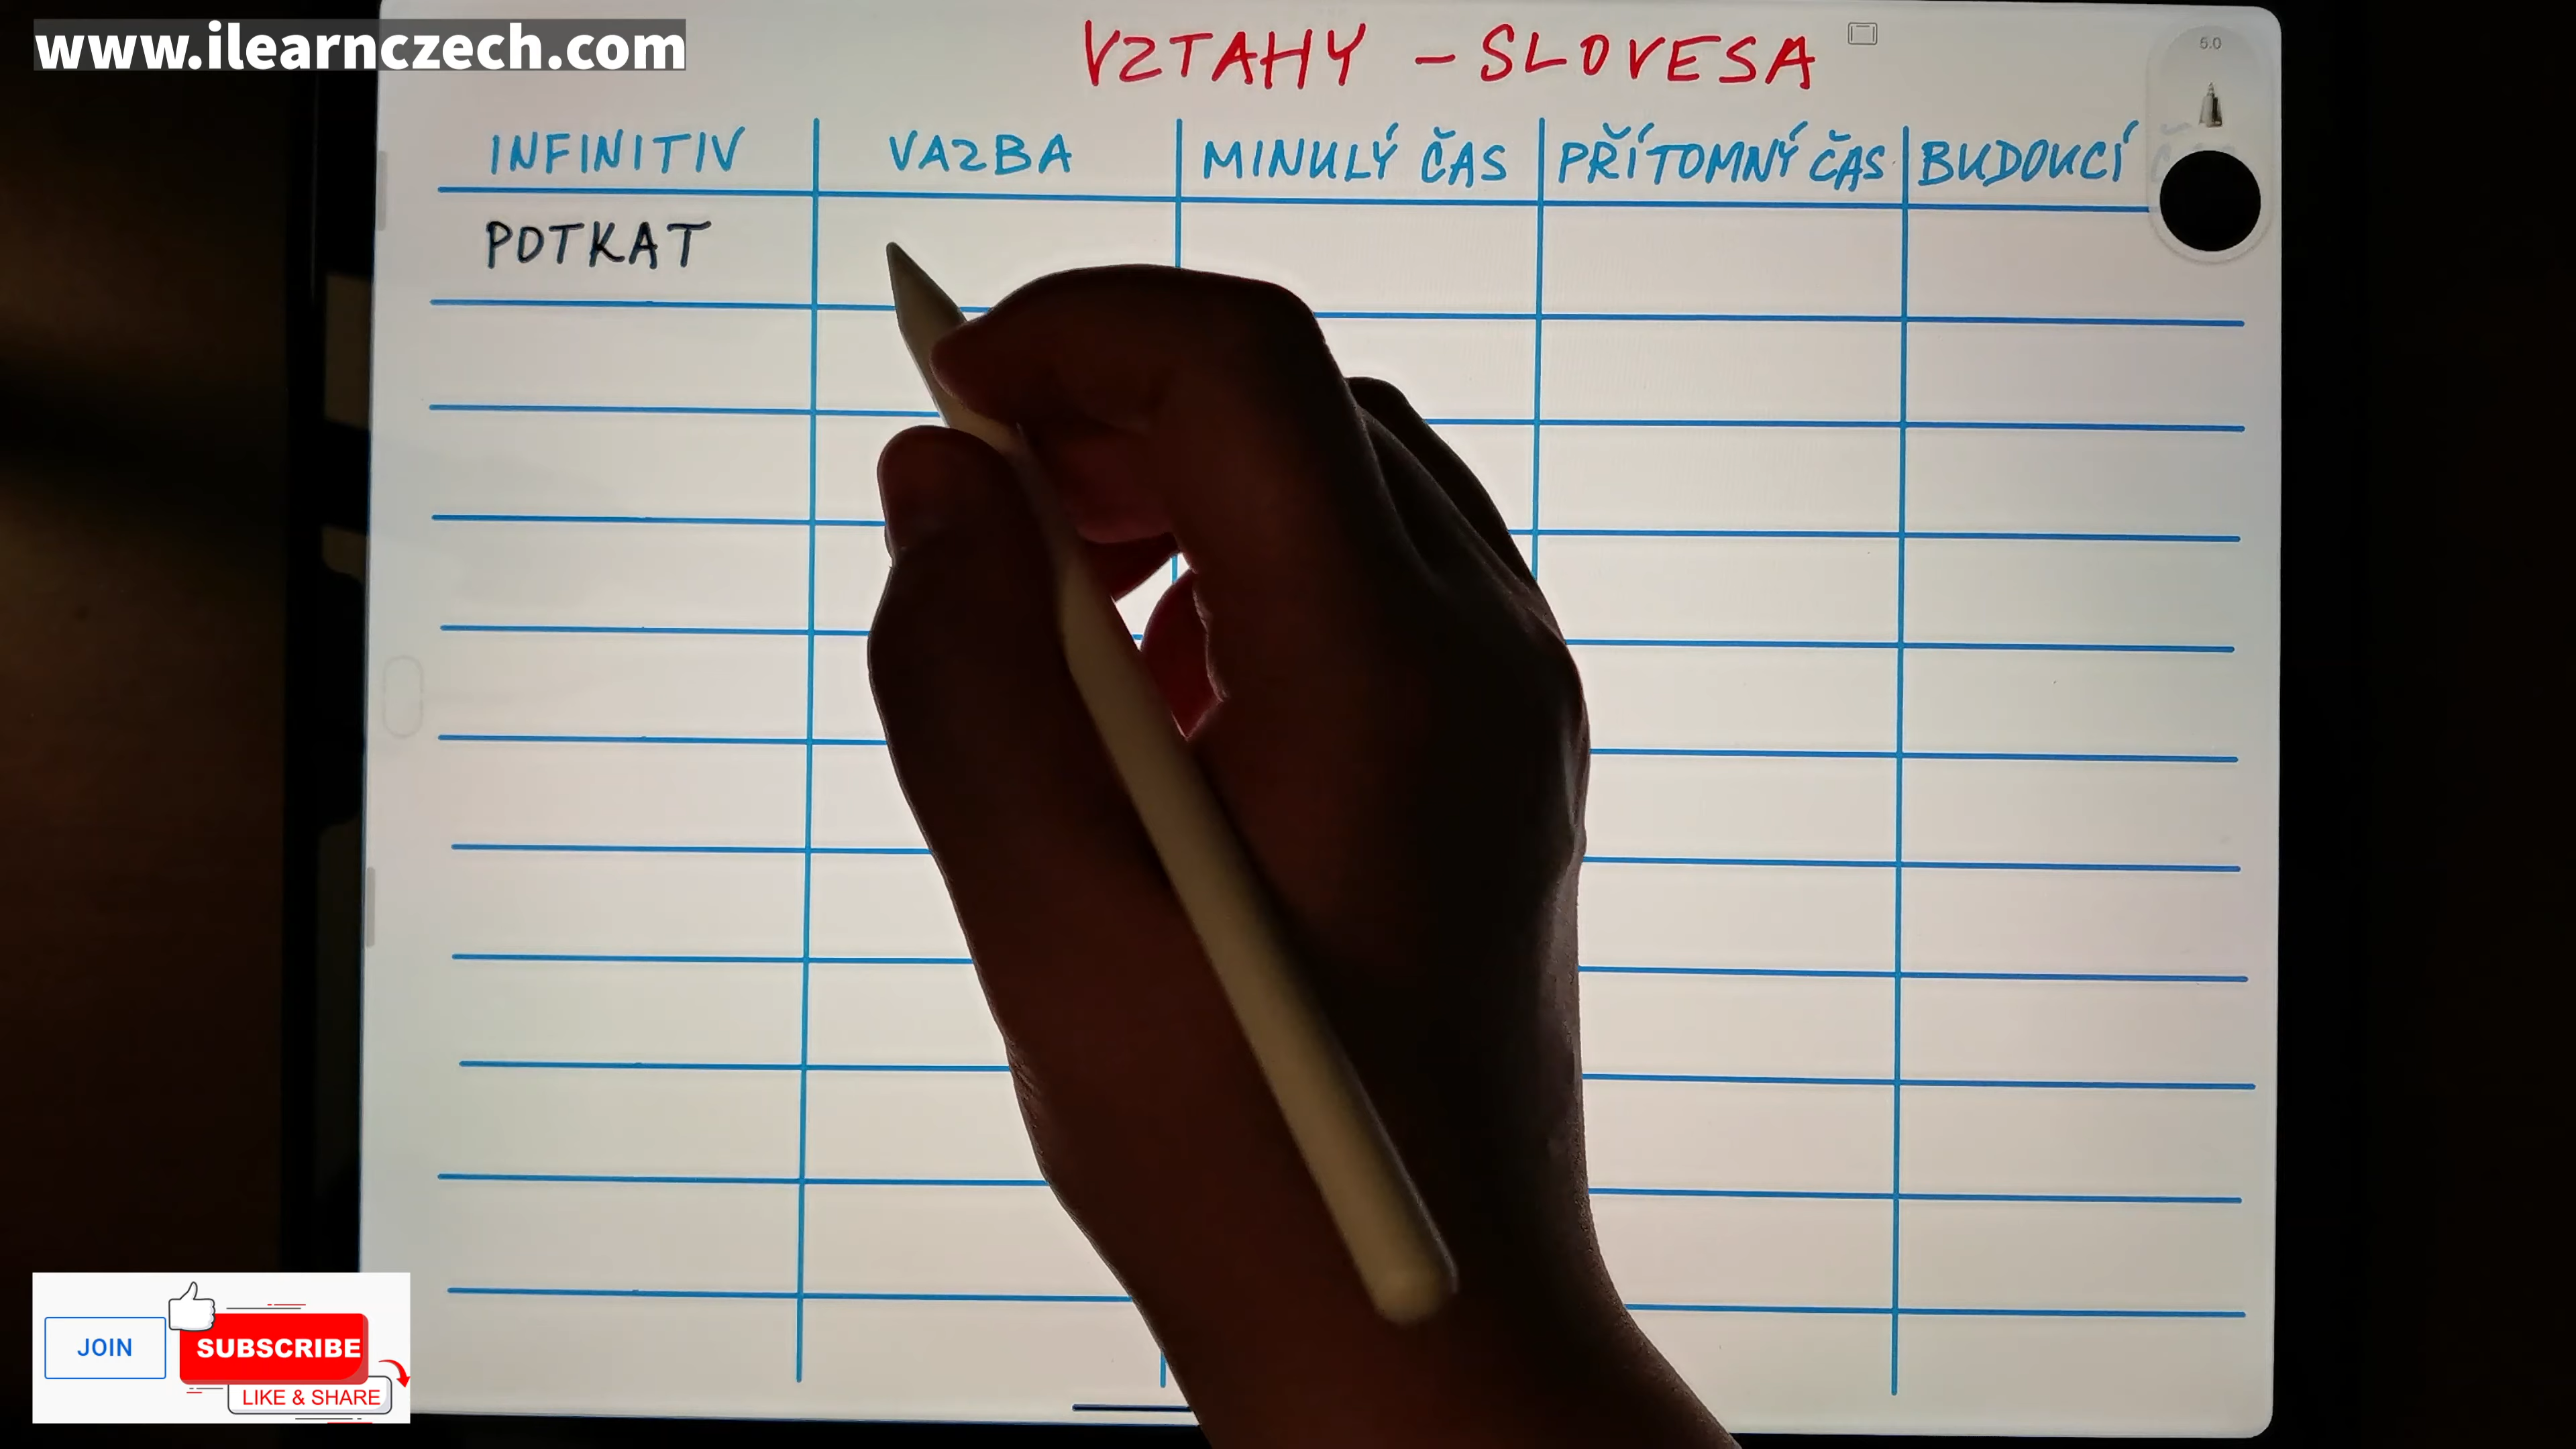 www.ilearnczech.com
VZTAHY – SLOVESA
5.0
INFINITIV VAZBA MINULÝ ČAS PŘÍTOMNÝ ČAS BUDOUCÍ
POTKAT
JOIN
SUBSCRIBE
LIKE & SHARE